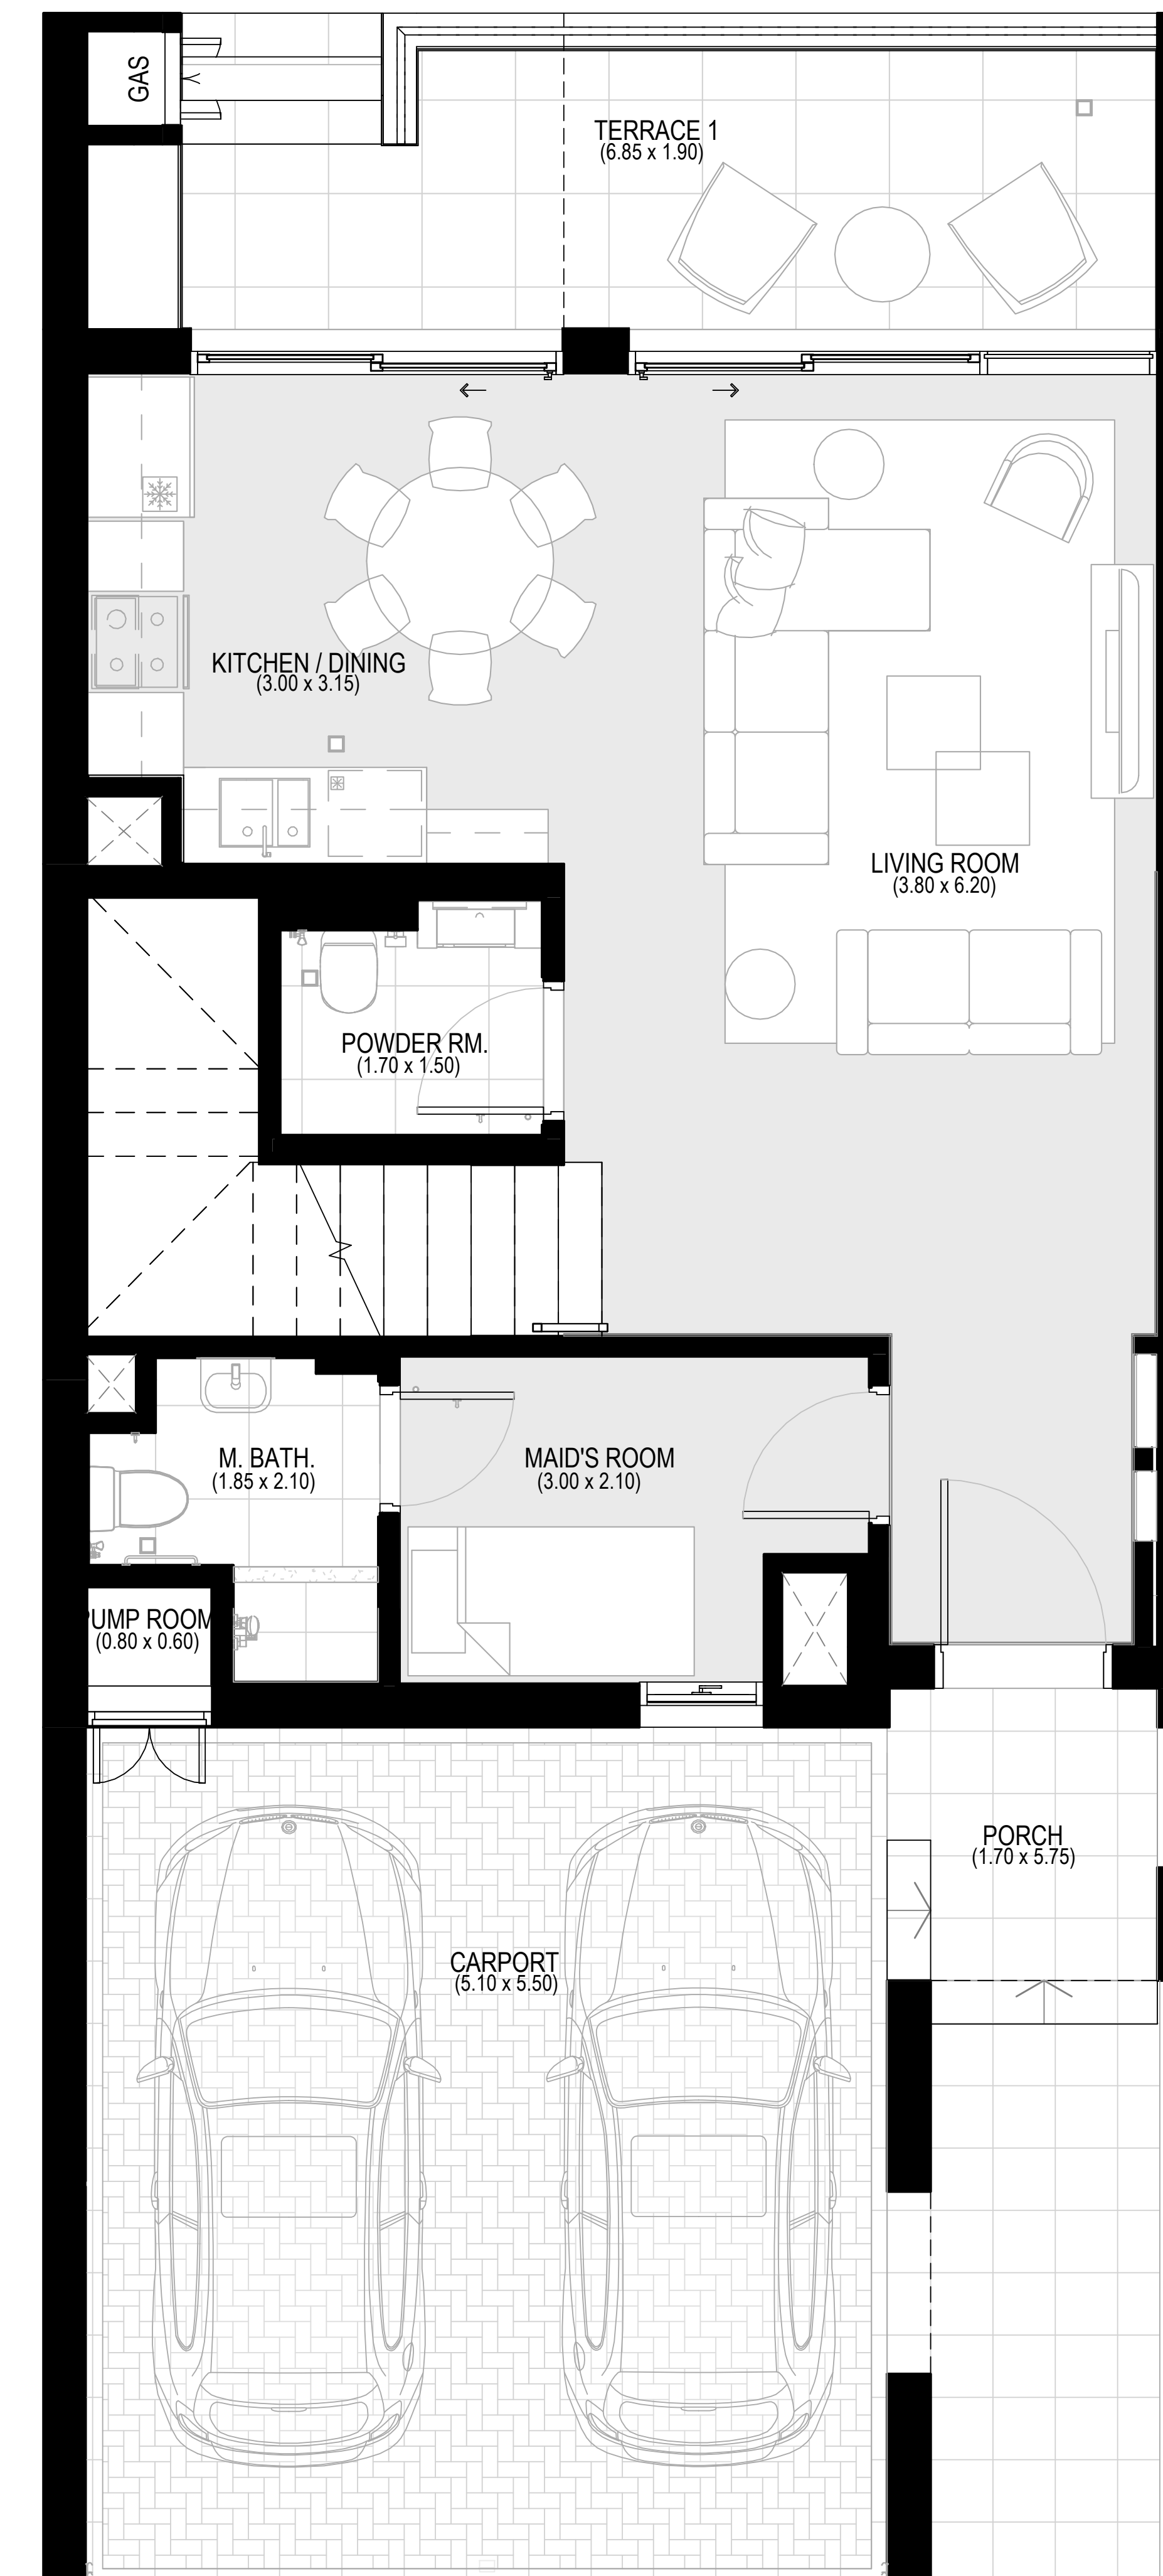 GAS
TERRACE 1
(6.85 x 1.90)
KITCHEN / DINING
(3.00 x 3.15)
LIVING ROOM
(3.80 x 6.20)
POWDER RM.
(1.70 x 1.50)
M. BATH.
(1.85 x 2.10)
MAID'S ROOM
(3.00 x 2.10)
PUMP ROOM
(0.80 x 0.60)
PORCH
(1.70 x 5.75)
CARPORT
(5.10 x 5.50)